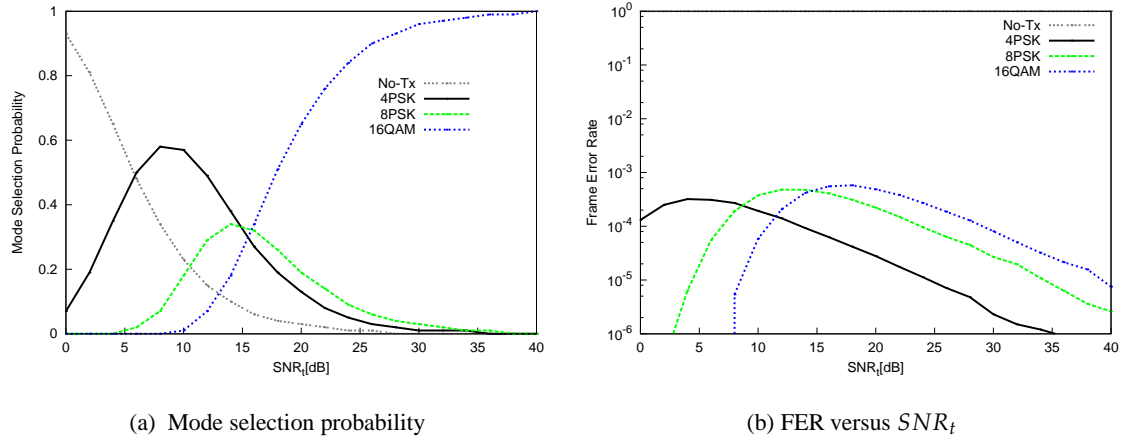 1
0.8
0.6
0.4
0.2
0
0 5 10 15 20 25 30 35 40
Mode Selection Probability
SNRt[dB]
No-Tx
4PSK
8PSK
16QAM
(a) Mode selection probability
10^0
10^-1
10^-2
10^-3
10^-4
10^-5
10^-6
0 5 10 15 20 25 30 35 40
Frame Error Rate
SNRt[dB]
No-Tx
4PSK
8PSK
16QAM
(b) FER versus SNRt